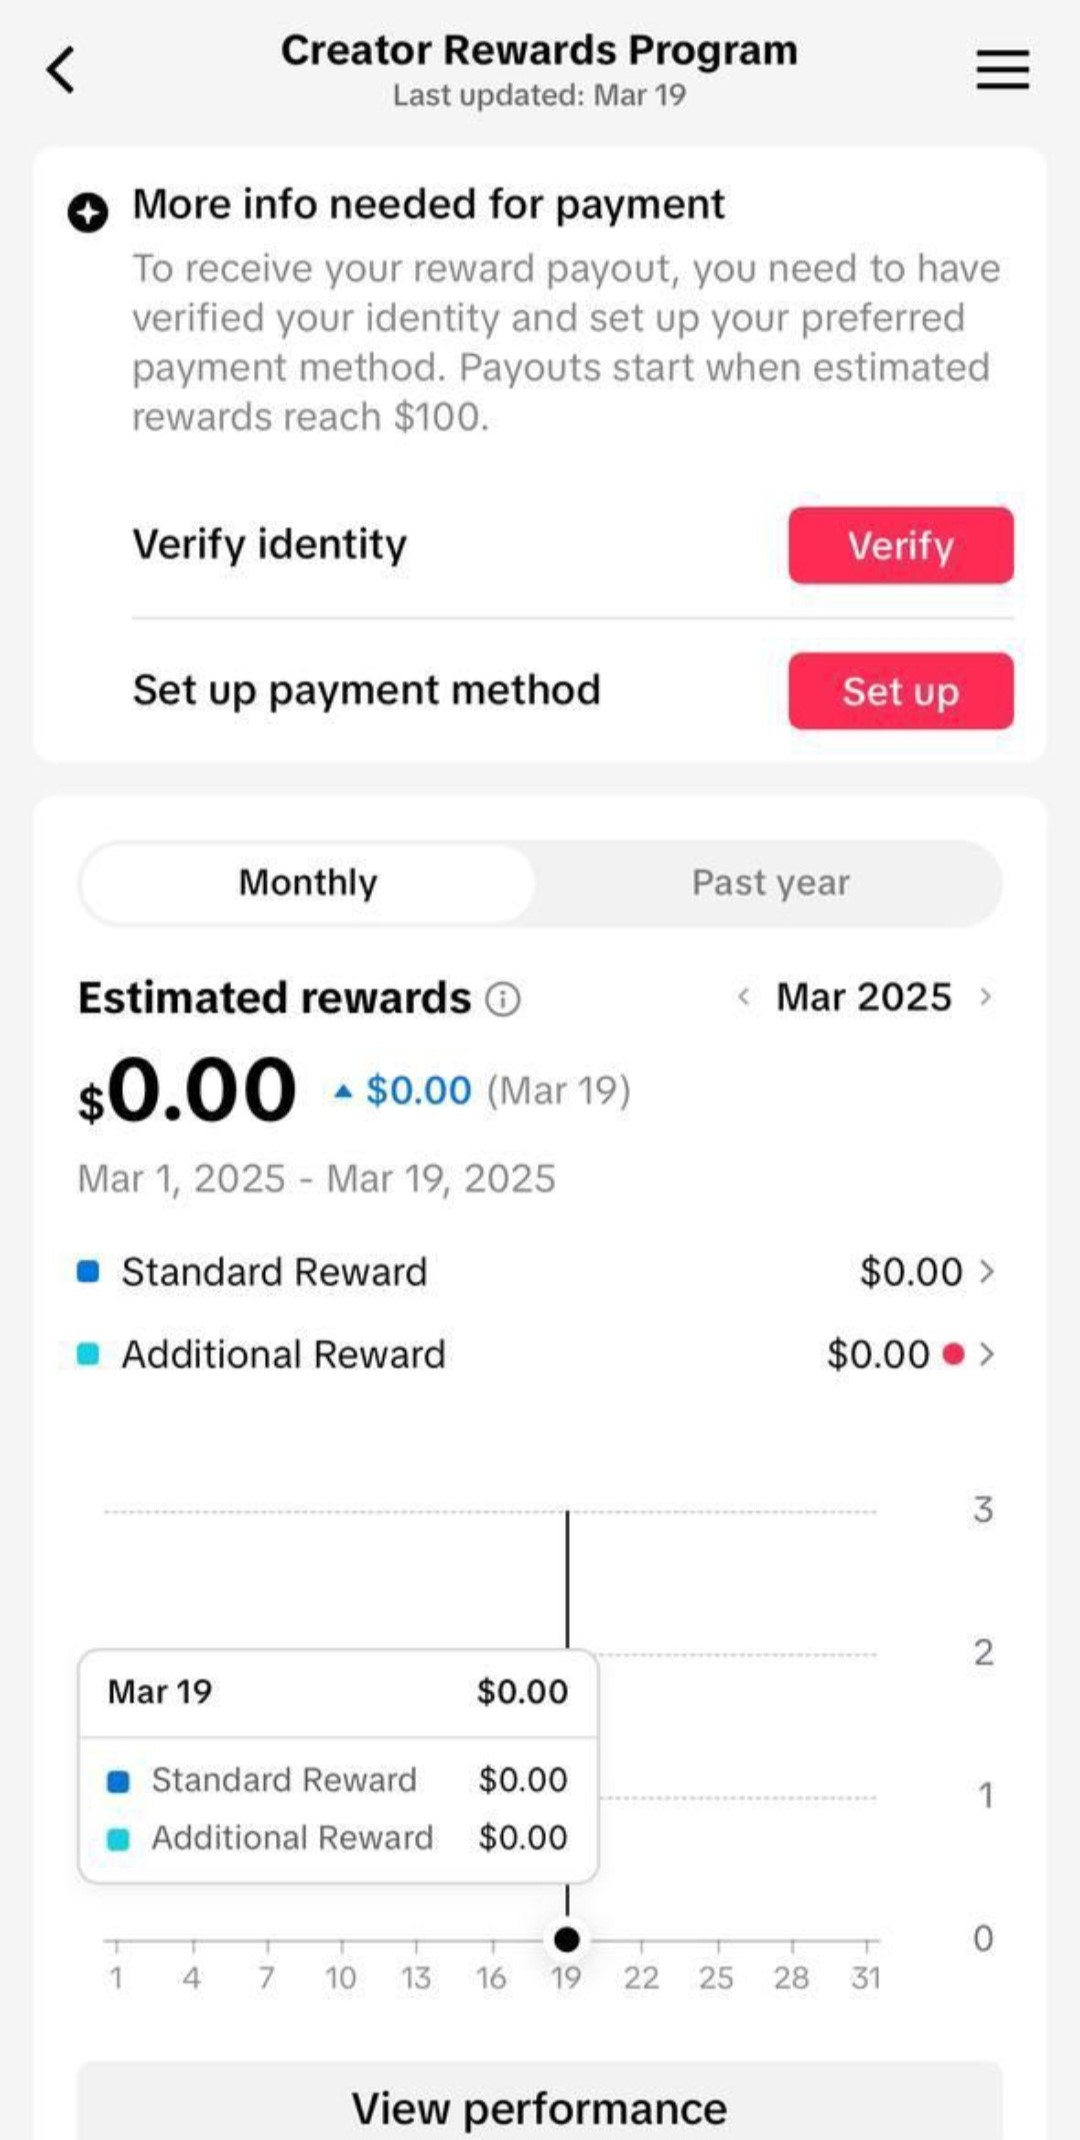 Creator Rewards Program
Last updated: Mar 19
More info needed for payment
To receive your reward payout, you need to have
verified your identity and set up your preferred
payment method. Payouts start when estimated
rewards reach $100.
Verify identity Verify
Set up payment method Set up
Monthly Past year
Estimated rewards Mar 2025
$0.00 $0.00 (Mar 19)
Mar 1, 2025 - Mar 19, 2025
Standard Reward $0.00
Additional Reward $0.00
3
2
Mar 19 $0.00
Standard Reward $0.00
1
Additional Reward $0.00
0
1 4 7 10 13 16 19 22 25 28 31
View performance